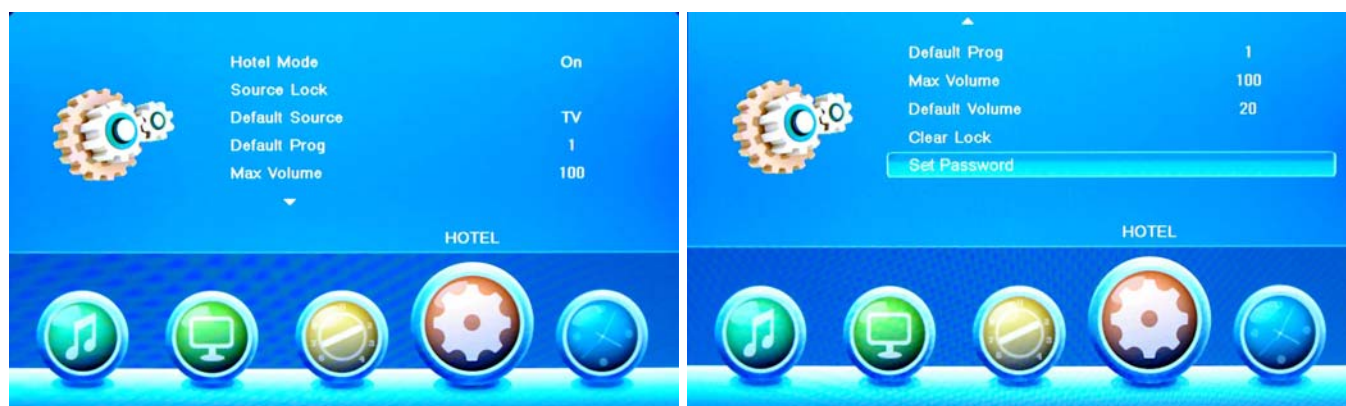 Hotel Mode On
Source Lock
Default Source TV
Default Prog 1
Max Volume 100
HOTEL
Default Prog 1
Max Volume 100
Default Volume 20
Clear Lock
Set Password
HOTEL